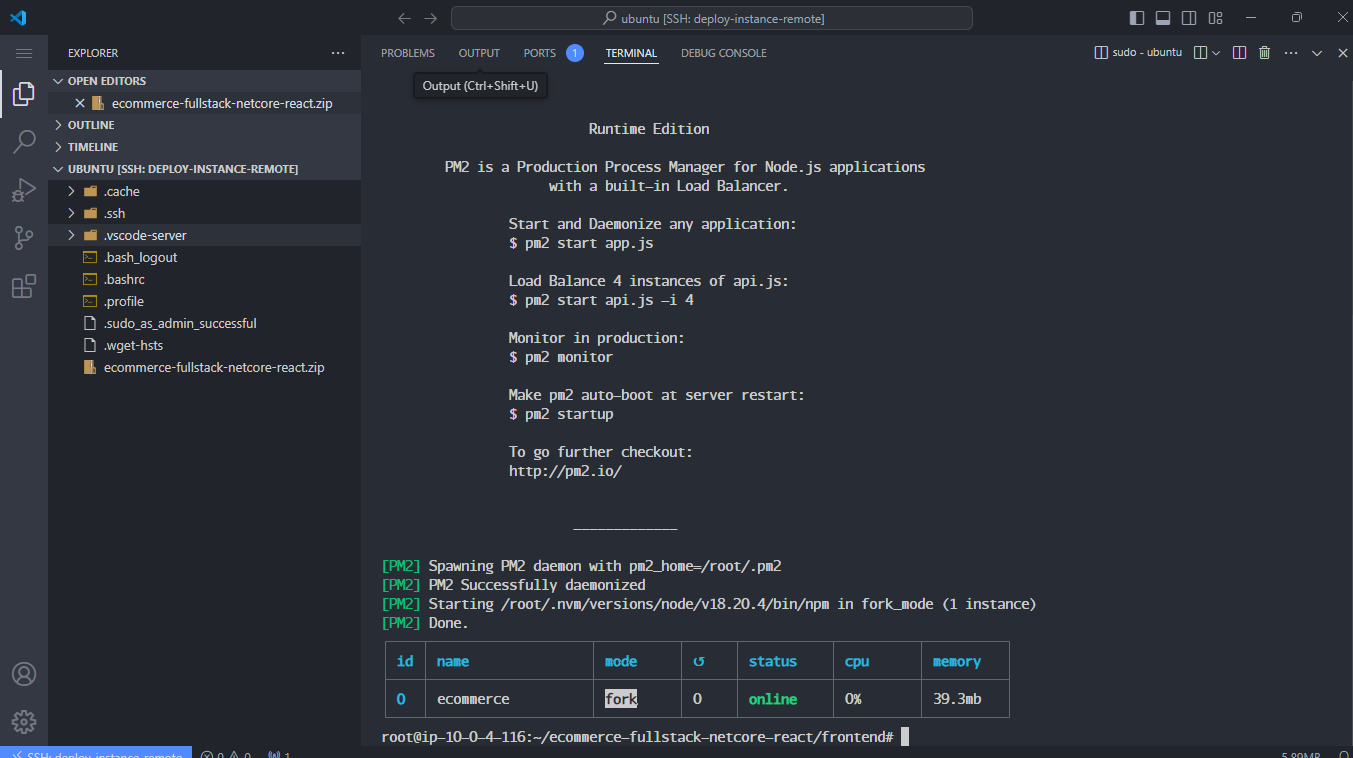 ubuntu [SSH: deploy-instance-remote]
EXPLORER
OPEN EDITORS
ecommerce-fullstack-netcore-react.zip
OUTLINE
TIMELINE
UBUNTU [SSH: DEPLOY-INSTANCE-REMOTE]
.cache
.ssh
.vscode-server
.bash_logout
.bashrc
.profile
.sudo_as_admin_successful
.wget-hsts
ecommerce-fullstack-netcore-react.zip
PROBLEMS OUTPUT PORTS 1 TERMINAL DEBUG CONSOLE
sudo - ubuntu
Output (Ctrl+Shift+U)
Runtime Edition
PM2 is a Production Process Manager for Node.js applications
with a built-in Load Balancer.
Start and Daemonize any application:
$ pm2 start app.js
Load Balance 4 instances of api.js:
$ pm2 start api.js -i 4
Monitor in production:
$ pm2 monitor
Make pm2 auto-boot at server restart:
$ pm2 startup
To go further checkout:
http://pm2.io/
_____________
[PM2] Spawning PM2 daemon with pm2_home=/root/.pm2
[PM2] PM2 Successfully daemonized
[PM2] Starting /root/.nvm/versions/node/v18.20.4/bin/npm in fork_mode (1 instance)
[PM2] Done.
id name mode ↺ status cpu memory
0 ecommerce fork 0 online 0% 39.3mb
root@ip-10-0-4-116:~/ecommerce-fullstack-netcore-react/frontend#
SSH: deploy-instance-remote 0 0 1 5.89MB